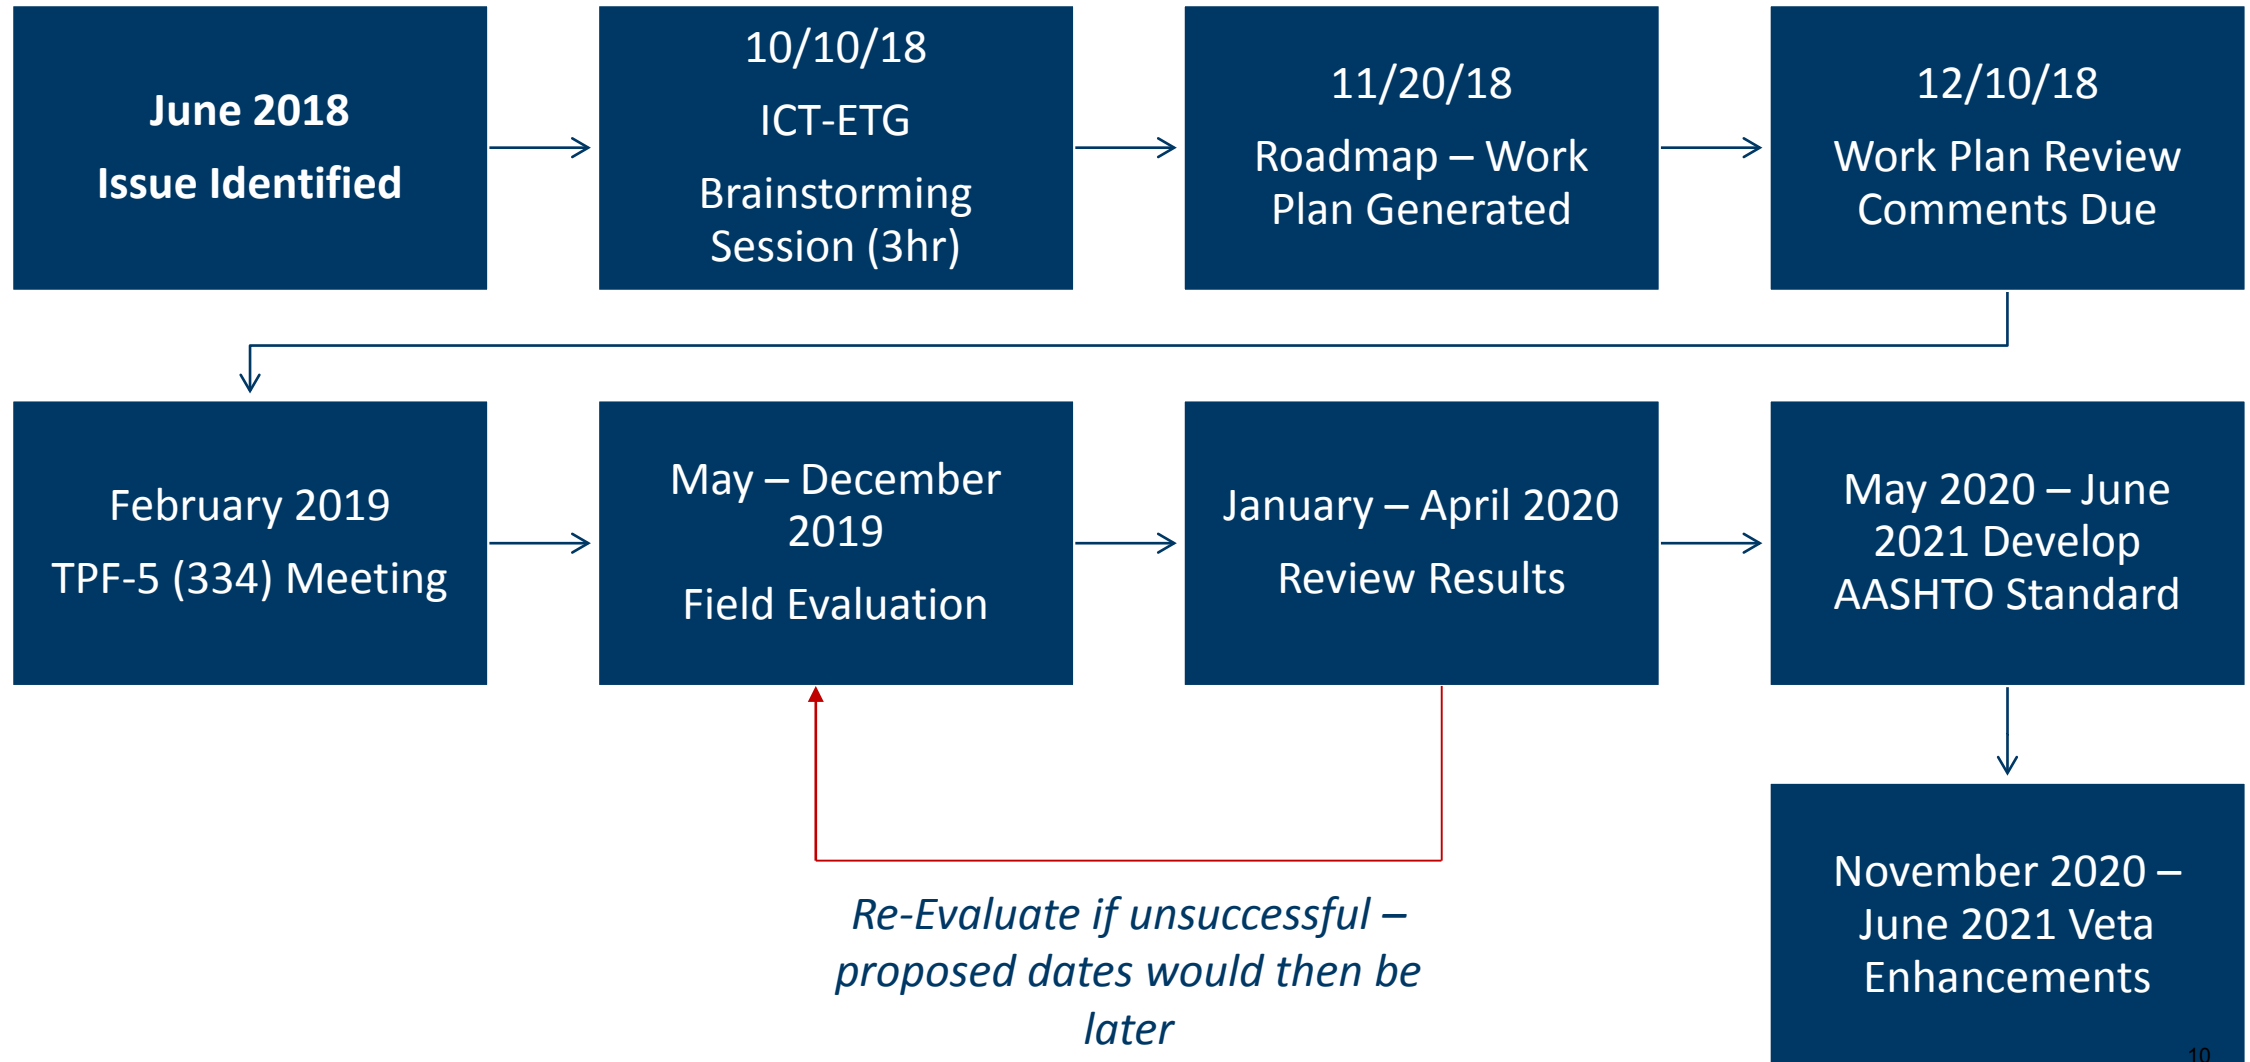 June 2018
Issue Identified
10/10/18
ICT-ETG
Brainstorming
Session (3hr)
11/20/18
Roadmap – Work
Plan Generated
12/10/18
Work Plan Review
Comments Due
February 2019
TPF-5 (334) Meeting
May – December
2019
Field Evaluation
January – April 2020
Review Results
May 2020 – June
2021 Develop
AASHTO Standard
Re-Evaluate if unsuccessful –
proposed dates would then be
later
November 2020 –
June 2021 Veta
Enhancements
10